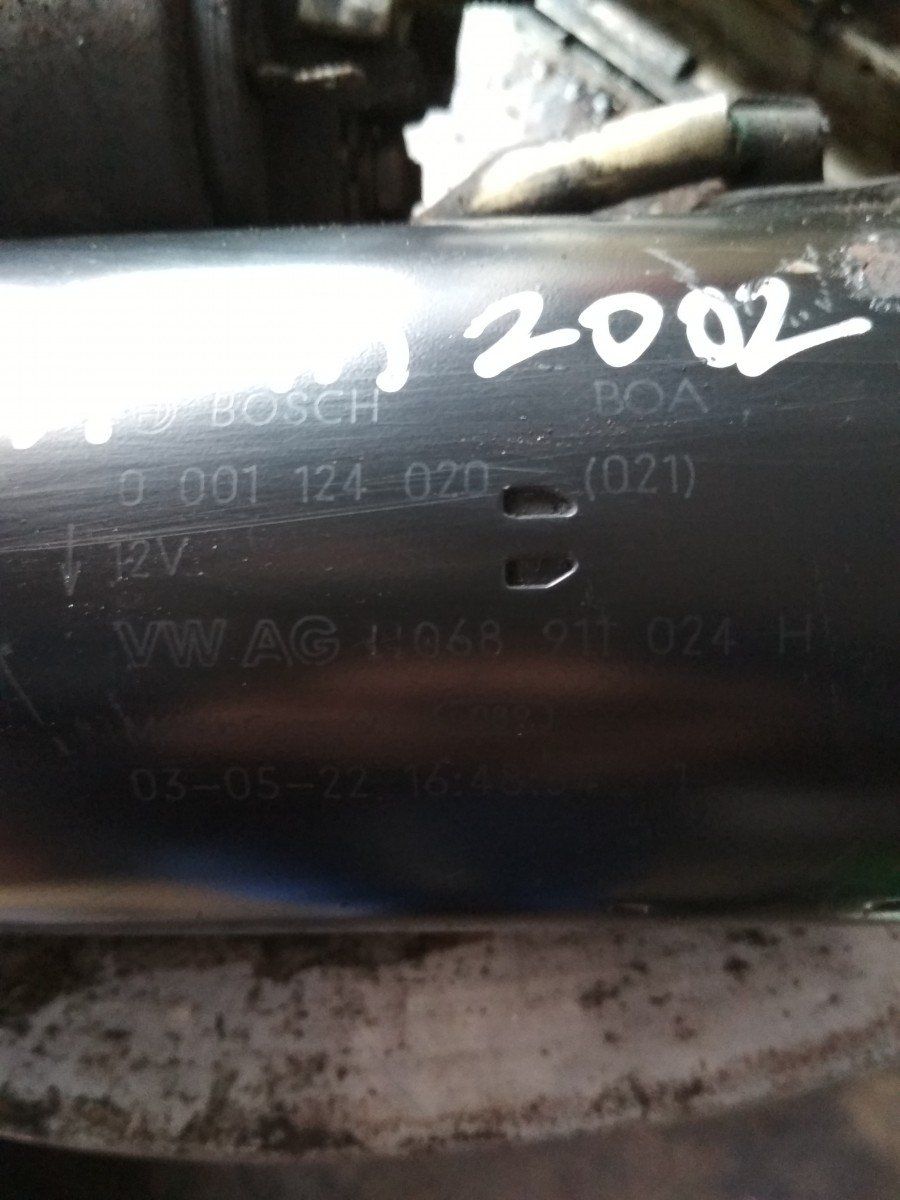 2002
BOSCH BOA
0 001 124 020 (021)
12V
VW AG 068 911 024 H
03-05-22